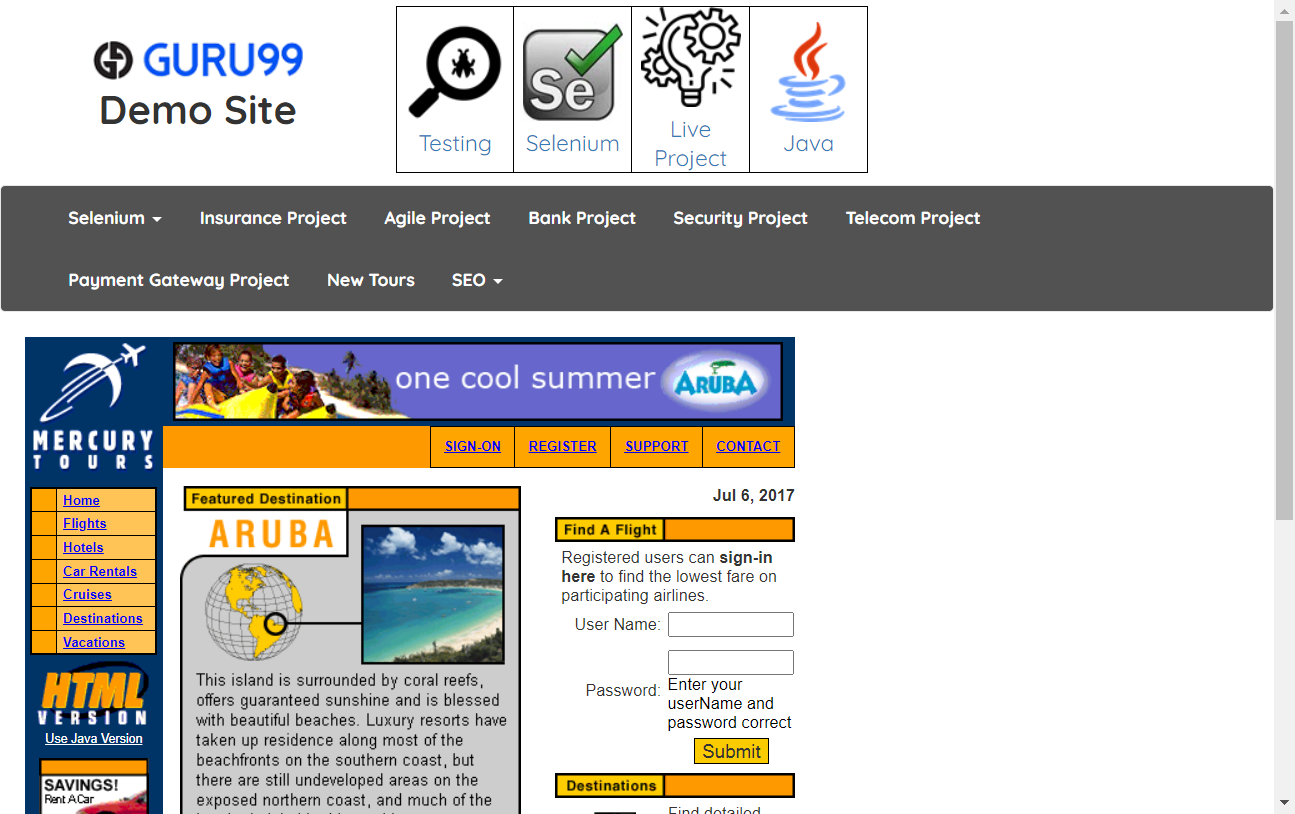 GURU99
Demo Site
Testing
Se
Selenium
Live
Project
Java
Selenium
Insurance Project
Agile Project
Bank Project
Security Project
Telecom Project
Payment Gateway Project
New Tours
SEO
MERCURY
TOURS
one cool summer
ARUBA
SIGN-ON
REGISTER
SUPPORT
CONTACT
Home
Flights
Hotels
Car Rentals
Cruises
Destinations
Vacations
HTML
VERSION
Use Java Version
SAVINGS!
Rent A Car
Featured Destination
ARUBA
This island is surrounded by coral reefs,
offers guaranteed sunshine and is blessed
with beautiful beaches. Luxury resorts have
taken up residence along most of the
beachfronts on the southern coast, but
there are still undeveloped areas on the
exposed northern coast, and much of the
Jul 6, 2017
Find A Flight
Registered users can sign-in
here to find the lowest fare on
participating airlines.
User Name:
Password:
Enter your
userName and
password correct
Submit
Destinations
Find detailed